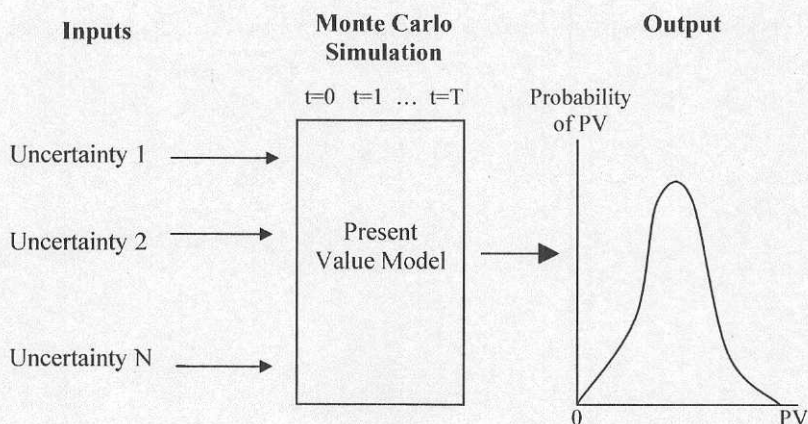 Inputs
Monte Carlo
Simulation
Output
t=0 t=1 ... t=T
Probability
of PV
Uncertainty 1
Uncertainty 2
Present
Value Model
Uncertainty N
0
PV